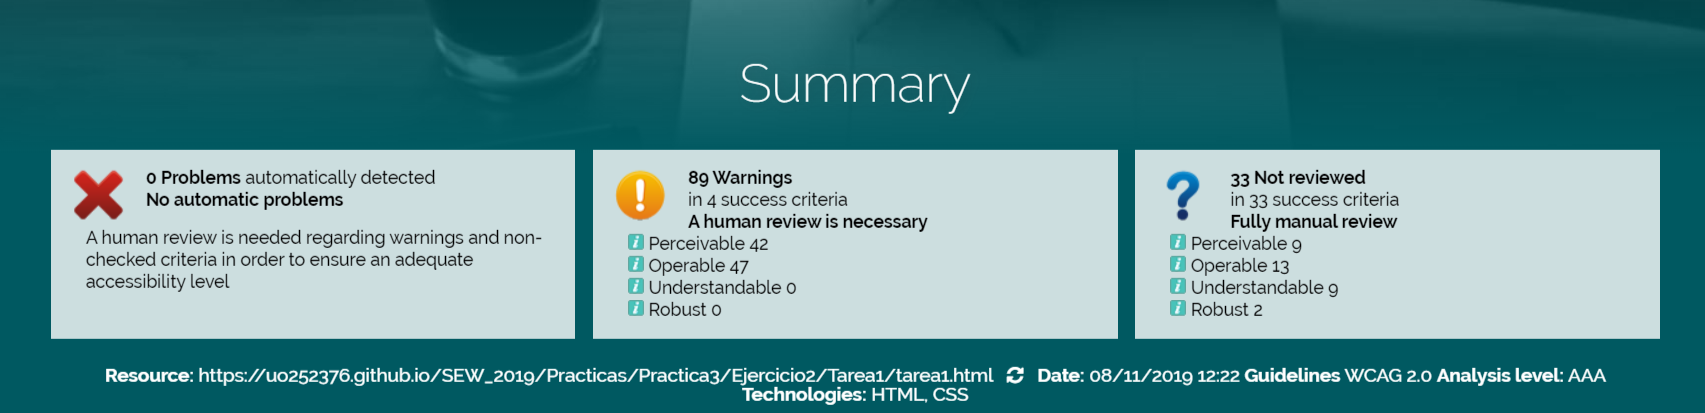 Summary
0 Problems automatically detected
No automatic problems
A human review is needed regarding warnings and non-
checked criteria in order to ensure an adequate
accessibility level
89 Warnings
in 4 success criteria
A human review is necessary
Perceivable 42
Operable 47
Understandable 0
Robust 0
33 Not reviewed
in 33 success criteria
Fully manual review
Perceivable 9
Operable 13
Understandable 9
Robust 2
Resource: https://uo252376.github.io/SEW_2019/Practicas/Practica3/Ejercicio2/Tarea1/tarea1.html Date: 08/11/2019 12:22 Guidelines WCAG 2.0 Analysis level: AAA
Technologies: HTML, CSS